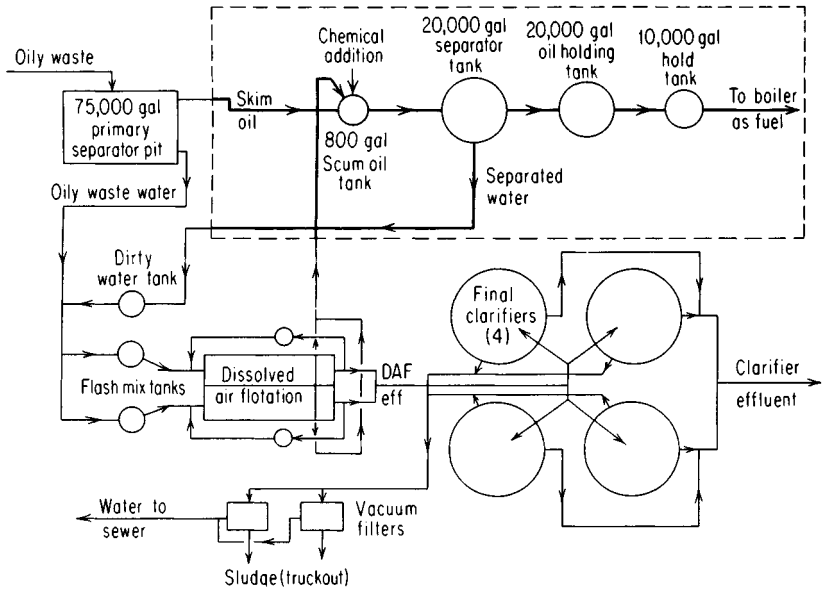 Oily waste
75,000 gal
primary
separator pit
Oily waste water
Skim
oil
Chemical
addition
800 gal
Scum oil
tank
20,000 gal
separator
tank
20,000 gal
oil holding
tank
10,000 gal
hold
tank
To boiler
as fuel
Separated
water
Dirty
water tank
Flash mix tanks
Dissolved
air flotation
DAF
eff
Final
clarifiers
(4)
Clarifier
effluent
Water to
sewer
Vacuum
filters
Sludge (truckout)